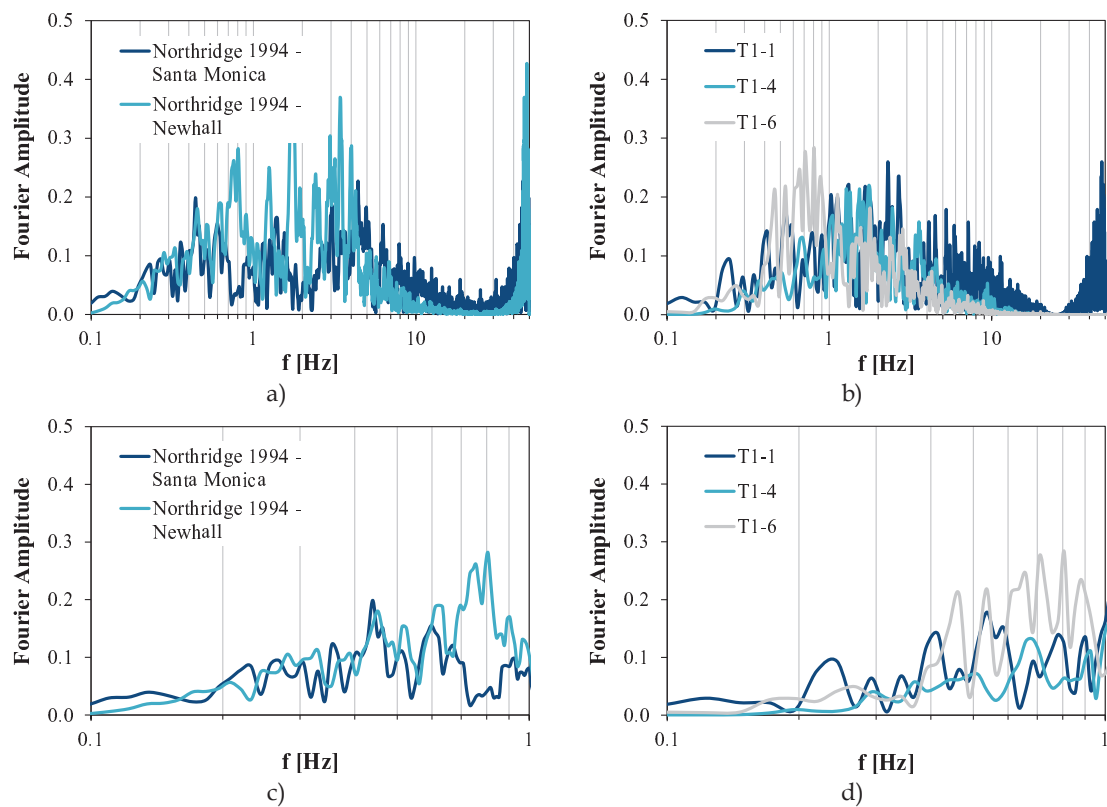 0.5
0.4
0.3
0.2
0.1
0.0
Fourier Amplitude
Northridge 1994 -
Santa Monica
Northridge 1994 -
Newhall
0.1
1
10
f [Hz]
a)
0.5
0.4
0.3
0.2
0.1
0.0
Fourier Amplitude
T1-1
T1-4
T1-6
0.1
1
10
f [Hz]
b)
0.5
0.4
0.3
0.2
0.1
0.0
Fourier Amplitude
Northridge 1994 -
Santa Monica
Northridge 1994 -
Newhall
0.1
1
f [Hz]
c)
0.5
0.4
0.3
0.2
0.1
0.0
Fourier Amplitude
T1-1
T1-4
T1-6
0.1
1
f [Hz]
d)